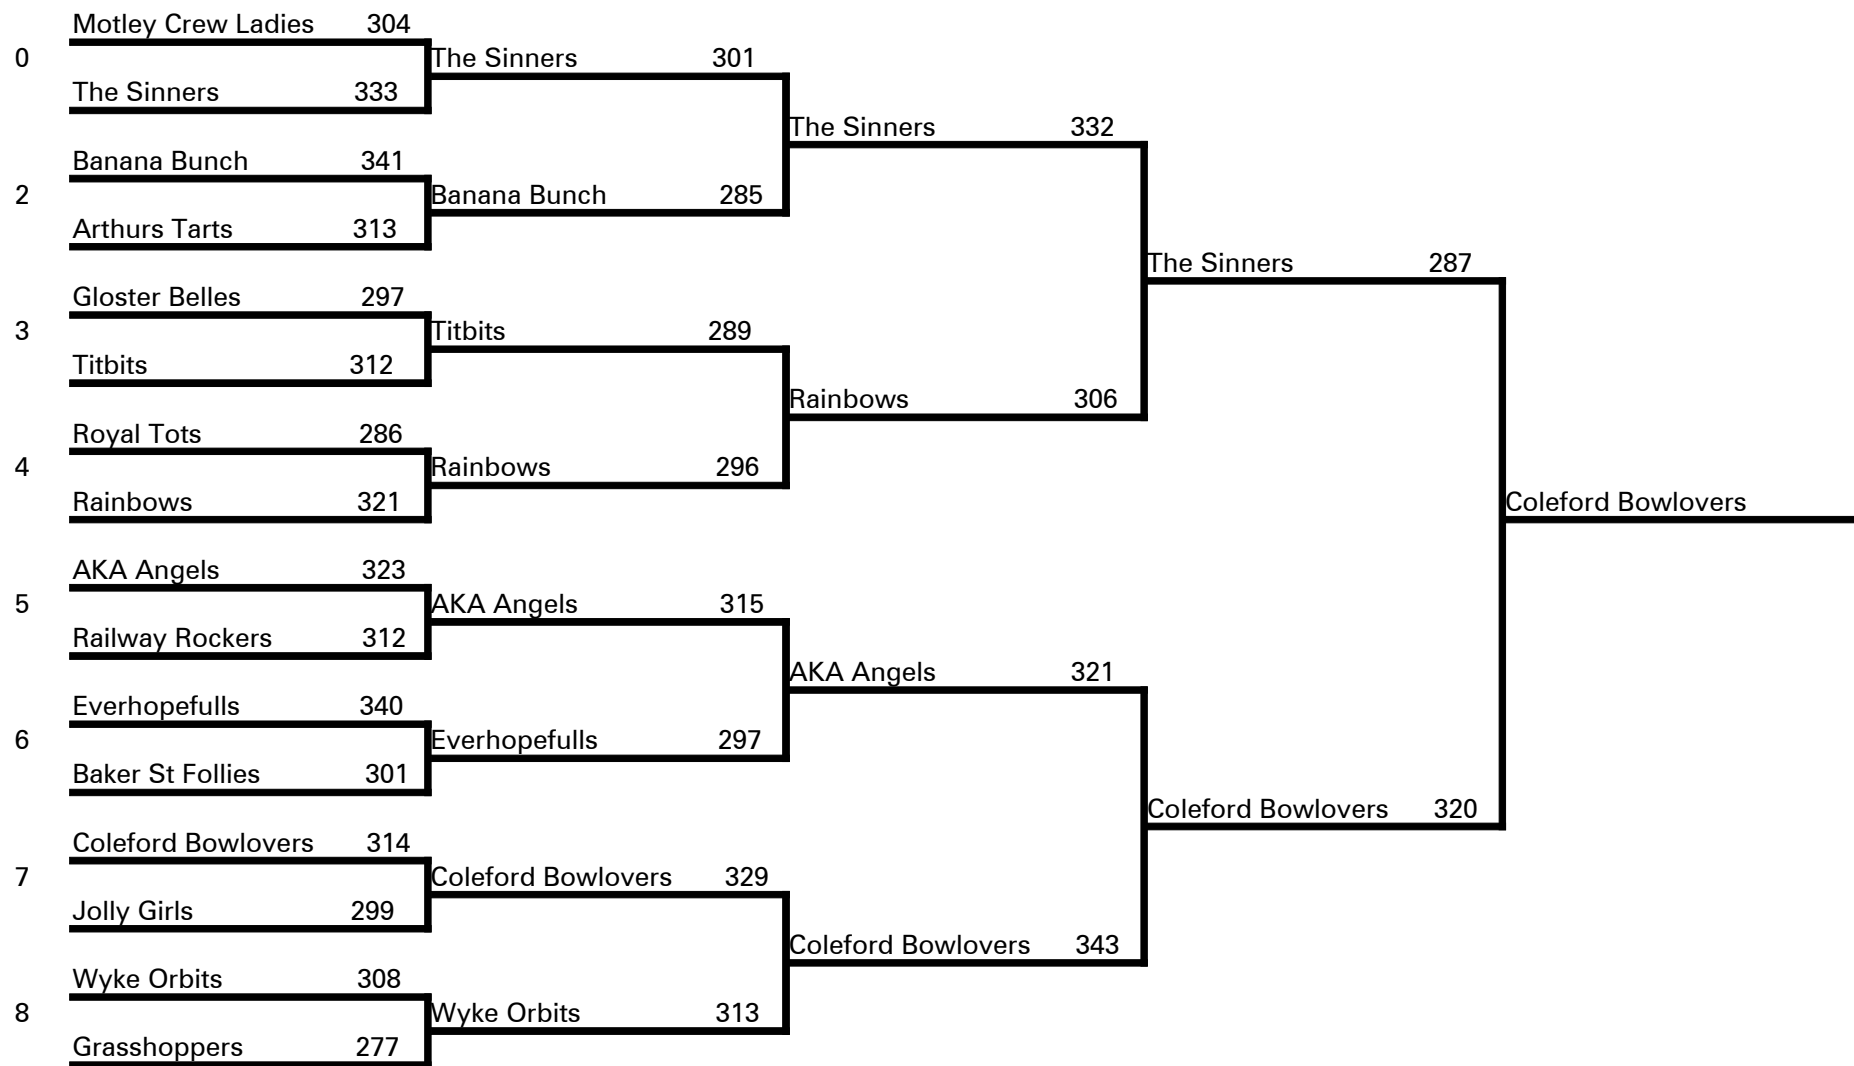 Motley Crew Ladies 304
0 The Sinners 301
The Sinners 333
The Sinners 332
Banana Bunch 341
2 Banana Bunch 285
Arthurs Tarts 313
The Sinners 287
Gloster Belles 297
3 Titbits 289
Titbits 312
Rainbows 306
Royal Tots 286
4 Rainbows 296
Rainbows 321
Coleford Bowlovers
AKA Angels 323
5 AKA Angels 315
Railway Rockers 312
AKA Angels 321
Everhopefulls 340
6 Everhopefulls 297
Baker St Follies 301
Coleford Bowlovers 320
Coleford Bowlovers 314
7 Coleford Bowlovers 329
Jolly Girls 299
Coleford Bowlovers 343
Wyke Orbits 308
8 Wyke Orbits 313
Grasshoppers 277